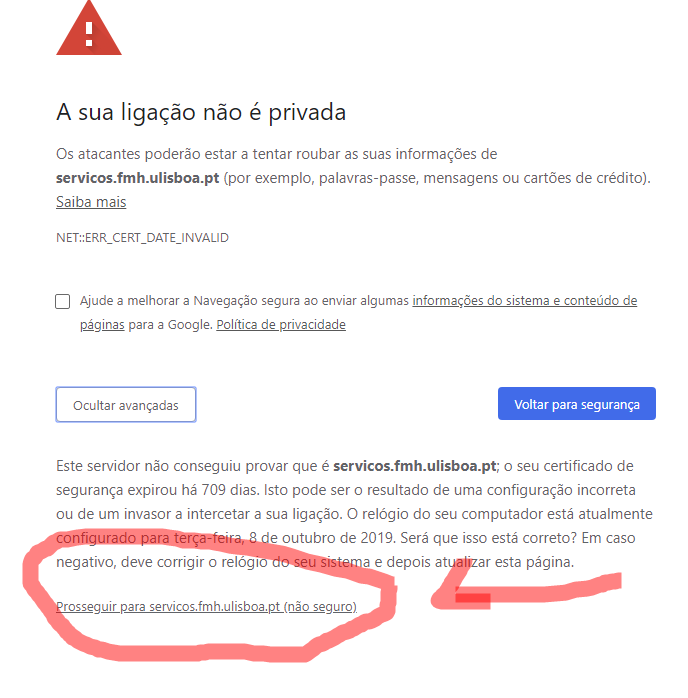 A sua ligação não é privada
Os atacantes poderão estar a tentar roubar as suas informações de
servicos.fmh.ulisboa.pt (por exemplo, palavras-passe, mensagens ou cartões de crédito).
Saiba mais
NET::ERR_CERT_DATE_INVALID
Ajude a melhorar a Navegação segura ao enviar algumas informações do sistema e conteúdo de
páginas para a Google. Política de privacidade
Ocultar avançadas
Voltar para segurança
Este servidor não conseguiu provar que é servicos.fmh.ulisboa.pt; o seu certificado de
segurança expirou há 709 dias. Isto pode ser o resultado de uma configuração incorreta
ou de um invasor a intercetar a sua ligação. O relógio do seu computador está atualmente
configurado para terça-feira, 8 de outubro de 2019. Será que isso está correto? Em caso
negativo, deve corrigir o relógio do seu sistema e depois atualizar esta página.
Prosseguir para servicos.fmh.ulisboa.pt (não seguro)